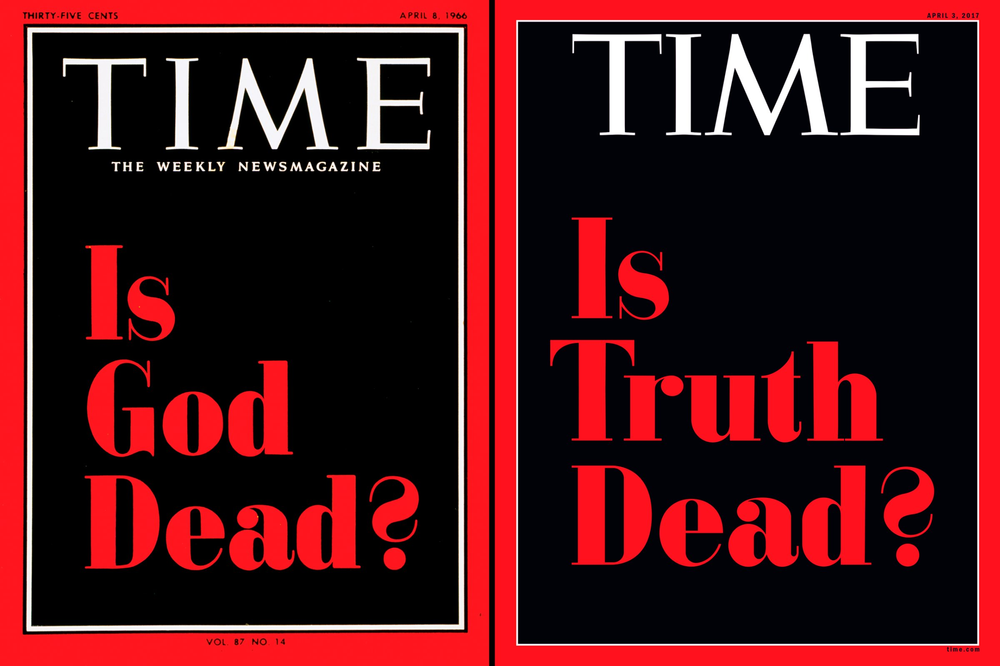 THIRTY-FIVE CENTS
APRIL 8, 1966
TIME
THE WEEKLY NEWSMAGAZINE
Is
God
Dead?
VOL. 87 NO. 14
APRIL 3, 2017
TIME
Is
Truth
Dead?
time.com